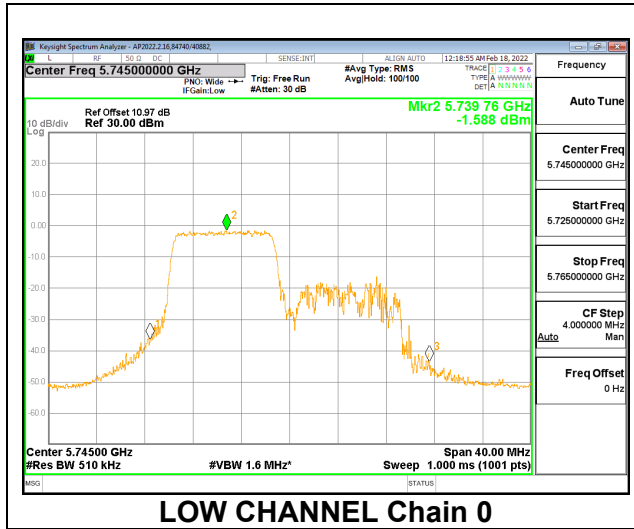 Keysight Spectrum Analyzer - AP2022.2.16,84740/40882,
L RF 50 Ω DC SENSE:INT ALIGN AUTO 12:18:55 AM Feb 18, 2022
Center Freq 5.745000000 GHz
PNO: Wide
IFGain:Low
Trig: Free Run
#Atten: 30 dB
#Avg Type: RMS
Avg|Hold: 100/100
TRACE 1 2 3 4 5 6
TYPE A WWWWW
DET A N N N N N
Frequency
Auto Tune
Center Freq
5.745000000 GHz
Start Freq
5.725000000 GHz
Stop Freq
5.765000000 GHz
CF Step
4.000000 MHz
Auto Man
Freq Offset
0 Hz
Mkr2 5.739 76 GHz
-1.588 dBm
Ref Offset 10.97 dB
10 dB/div Ref 30.00 dBm
Log
20.0
10.0
0.00
2
-10.0
-20.0
-30.0
-40.0
3
-50.0
-60.0
Center 5.74500 GHz Span 40.00 MHz
#Res BW 510 kHz #VBW 1.6 MHz* Sweep 1.000 ms (1001 pts)
MSG STATUS
LOW CHANNEL Chain 0